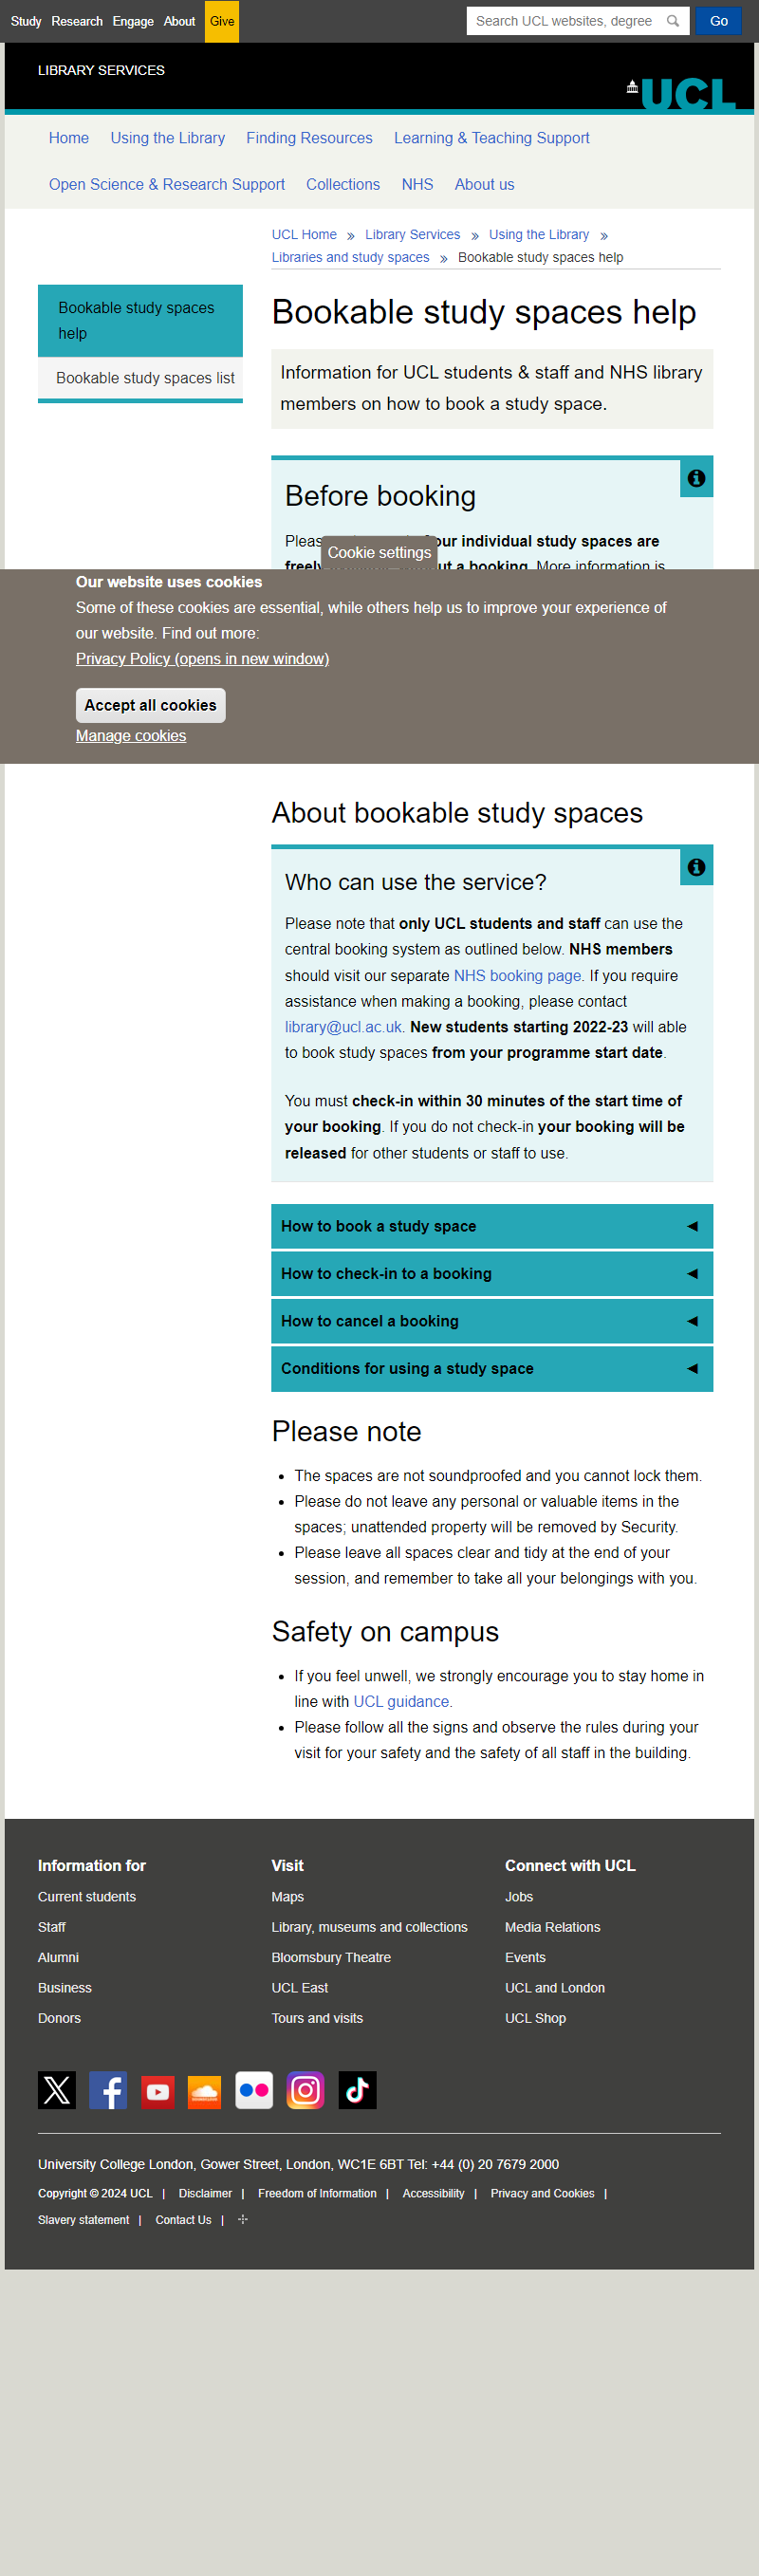 Study Research Engage About Give Search UCL websites, degree Go
LIBRARY SERVICES
UCL
Home Using the Library Finding Resources Learning & Teaching Support
Open Science & Research Support Collections NHS About us
UCL Home » Library Services » Using the Library »
Libraries and study spaces » Bookable study spaces help
Bookable study spaces
help
Bookable study spaces list
Bookable study spaces help
Information for UCL students & staff and NHS library
members on how to book a study space.
Before booking
our individual study spaces are
a booking. More information is
Cookie settings
Our website uses cookies
Some of these cookies are essential, while others help us to improve your experience of
our website. Find out more:
Privacy Policy (opens in new window)
Accept all cookies
Manage cookies
About bookable study spaces
Who can use the service?
Please note that only UCL students and staff can use the
central booking system as outlined below. NHS members
should visit our separate NHS booking page. If you require
assistance when making a booking, please contact
library@ucl.ac.uk. New students starting 2022-23 will able
to book study spaces from your programme start date.
You must check-in within 30 minutes of the start time of
your booking. If you do not check-in your booking will be
released for other students or staff to use.
How to book a study space
How to check-in to a booking
How to cancel a booking
Conditions for using a study space
Please note
• The spaces are not soundproofed and you cannot lock them.
• Please do not leave any personal or valuable items in the
spaces; unattended property will be removed by Security.
• Please leave all spaces clear and tidy at the end of your
session, and remember to take all your belongings with you.
Safety on campus
• If you feel unwell, we strongly encourage you to stay home in
line with UCL guidance.
• Please follow all the signs and observe the rules during your
visit for your safety and the safety of all staff in the building.
Information for
Current students
Staff
Alumni
Business
Donors
Visit
Maps
Library, museums and collections
Bloomsbury Theatre
UCL East
Tours and visits
Connect with UCL
Jobs
Media Relations
Events
UCL and London
UCL Shop
University College London, Gower Street, London, WC1E 6BT Tel: +44 (0) 20 7679 2000
Copyright © 2024 UCL | Disclaimer | Freedom of Information | Accessibility | Privacy and Cookies |
Slavery statement | Contact Us |